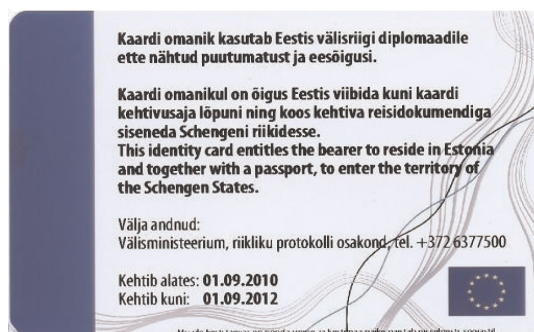 Kaardi omanik kasutab Eestis välisriigi diplomaadile
ette nähtud puutumatust ja eesõigusi.
Kaardi omanikul on õigus Eestis viibida kuni kaardi
kehtivusaja lõpuni ning koos kehtiva reisidokumendiga
siseneda Schengeni riikidesse.
This identity card entitles the bearer to reside in Estonia
and together with a passport, to enter the territory of
the Schengen States.
Välja andnud:
Välisministeerium, riikliku protokolli osakond, tel. +372 6377500
Kehtib alates: 01.09.2010
Kehtib kuni: 01.09.2012